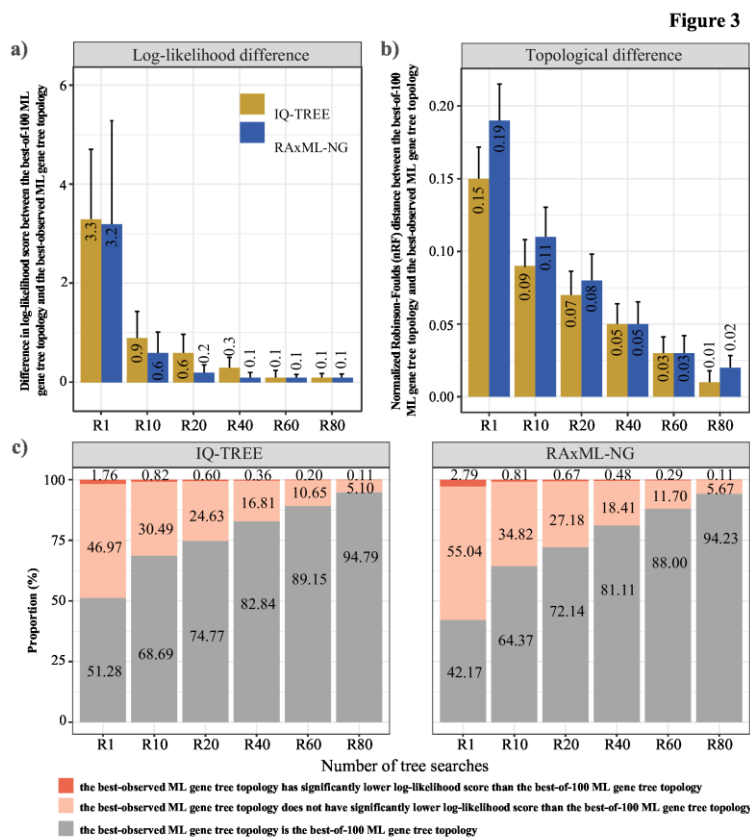 Figure 3
a)
Log-likelihood difference
Difference in log-likelihood score between the best-of-100 ML
gene tree topology and the best-observed ML gene tree topology
6
4
2
0
IQ-TREE
RAxML-NG
3.3
3.2
0.9
0.6
0.6
0.2
0.3
0.1
0.1
0.1
0.1
0.1
R1 R10 R20 R40 R60 R80
b)
Topological difference
Normalized Robinson-Foulds (nRF) distance between the best-of-100
ML gene tree topology and the best-observed ML gene tree topology
0.20
0.15
0.10
0.05
0.00
0.15
0.19
0.09
0.11
0.07
0.08
0.05
0.05
0.03
0.03
0.01
0.02
R1 R10 R20 R40 R60 R80
c)
IQ-TREE
Proportion (%)
100
75
50
25
0
1.76 0.82 0.60 0.36 0.20 0.11
46.97 30.49 24.63 16.81 10.65 5.10
51.28 68.69 74.77 82.84 89.15 94.79
R1 R10 R20 R40 R60 R80
RAxML-NG
2.79 0.81 0.67 0.48 0.29 0.11
55.04 34.82 27.18 18.41 11.70 5.67
42.17 64.37 72.14 81.11 88.00 94.23
R1 R10 R20 R40 R60 R80
Number of tree searches
the best-observed ML gene tree topology has significantly lower log-likelihood score than the best-of-100 ML gene tree topology
the best-observed ML gene tree topology does not have significantly lower log-likelihood score than the best-of-100 ML gene tree topology
the best-observed ML gene tree topology is the best-of-100 ML gene tree topology